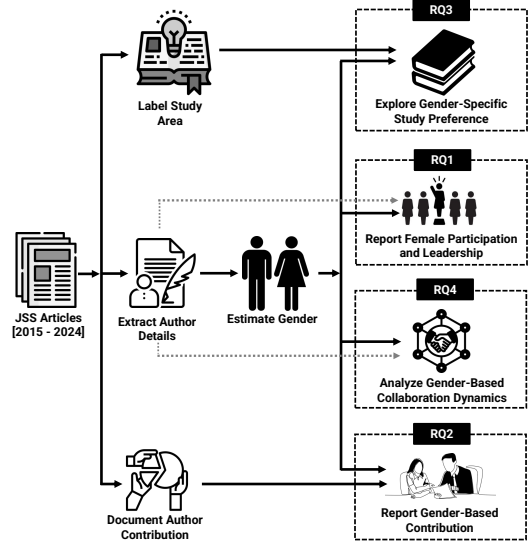 RQ3
Label Study
Area
Explore Gender-Specific
Study Preference
RQ1
Report Female Participation
and Leadership
JSS Articles
[2015 - 2024]
Extract Author
Details
Estimate Gender
RQ4
Analyze Gender-Based
Collaboration Dynamics
RQ2
Document Author
Contribution
Report Gender-Based
Contribution